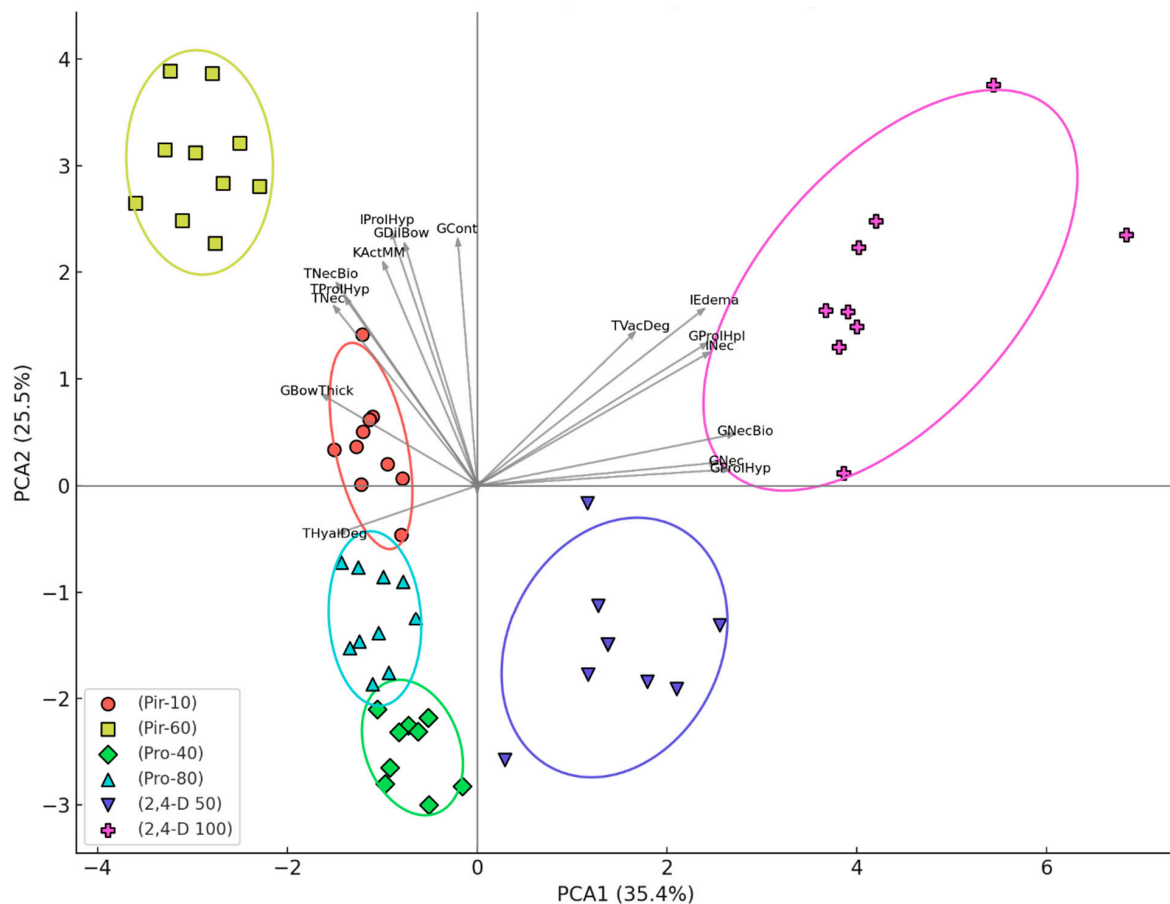 4
3
2
1
0
−1
−2
−3
PCA2 (25.5%)
IProlHyp
GDilBow
GCont
KActMM
TNecBio
TProlHyp
TNec
GBowThick
THyalDeg
IEdema
TVacDeg
GProlHpl
INec
GNecBio
GNec
GProlHyp
(Pir-10)
(Pir-60)
(Pro-40)
(Pro-80)
(2,4-D 50)
(2,4-D 100)
−4
−2
0
2
4
6
PCA1 (35.4%)